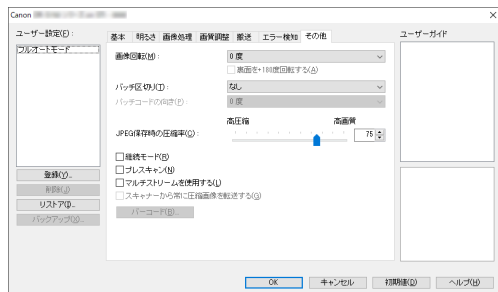 Canon
ユーザー設定(F):
フルオートモード
登録(Y)...
削除(J)
リストア(Q)...
バックアップ(X)...
基本 明るさ 画像処理 画質調整 搬送 エラー検知 その他
画像回転(M):
0 度
裏面を+180度回転する(A)
バッチ区切り(T):
なし
パッチコードの向き(P):
0 度
高圧縮 高画質
JPEG保存時の圧縮率(C):
75
継続モード(R)
プレスキャン(N)
マルチストリームを使用する(L)
スキャナーから常に圧縮画像を転送する(G)
バーコード(B)...
ユーザーガイド
OK
キャンセル
初期値(D)
ヘルプ(H)